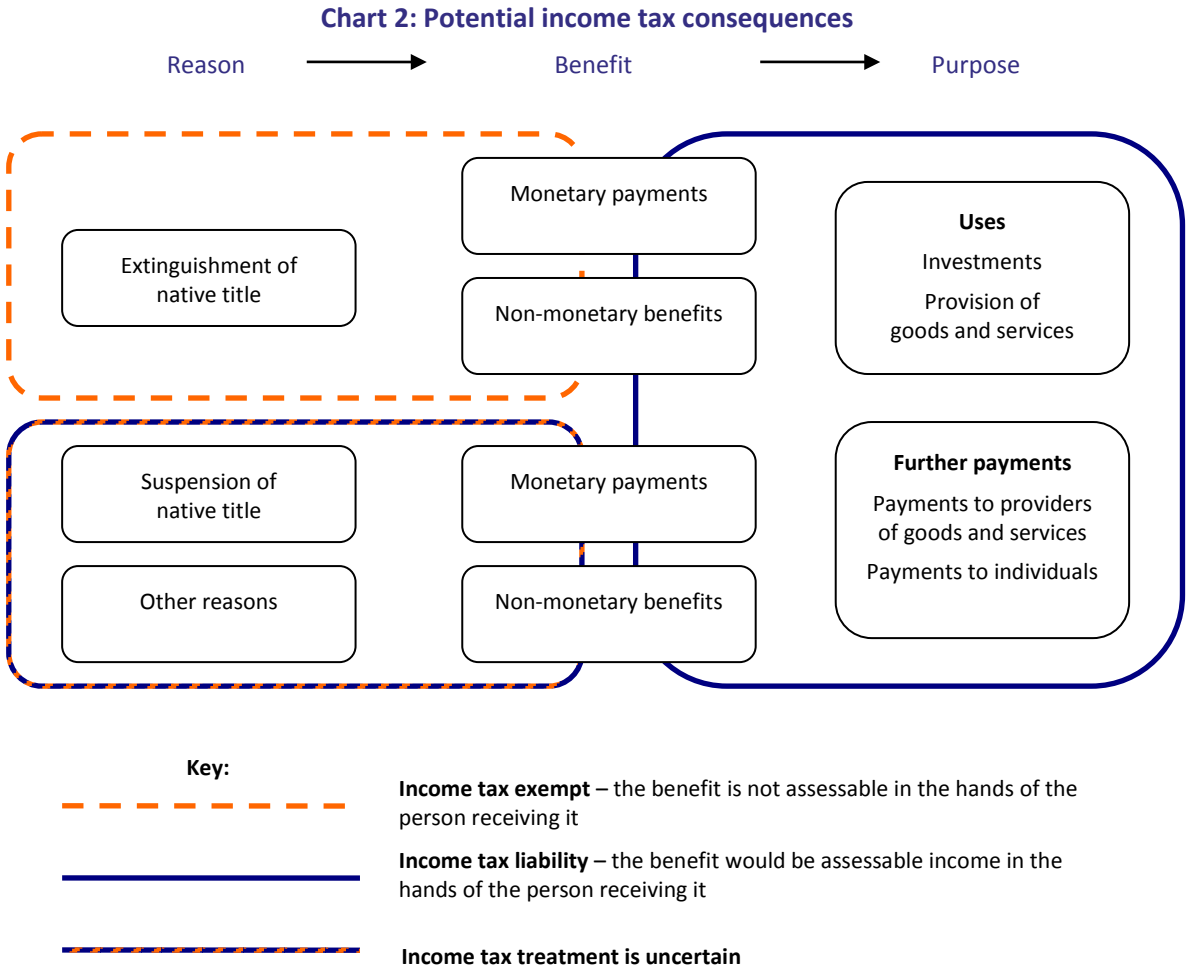 Chart 2: Potential income tax consequences
Reason
Benefit
Purpose
Extinguishment of
native title
Monetary payments
Non-monetary benefits
Uses
Investments
Provision of
goods and services
Suspension of
native title
Other reasons
Monetary payments
Non-monetary benefits
Further payments
Payments to providers
of goods and services
Payments to individuals
Key:
Income tax exempt – the benefit is not assessable in the hands of the
person receiving it
Income tax liability – the benefit would be assessable income in the
hands of the person receiving it
Income tax treatment is uncertain